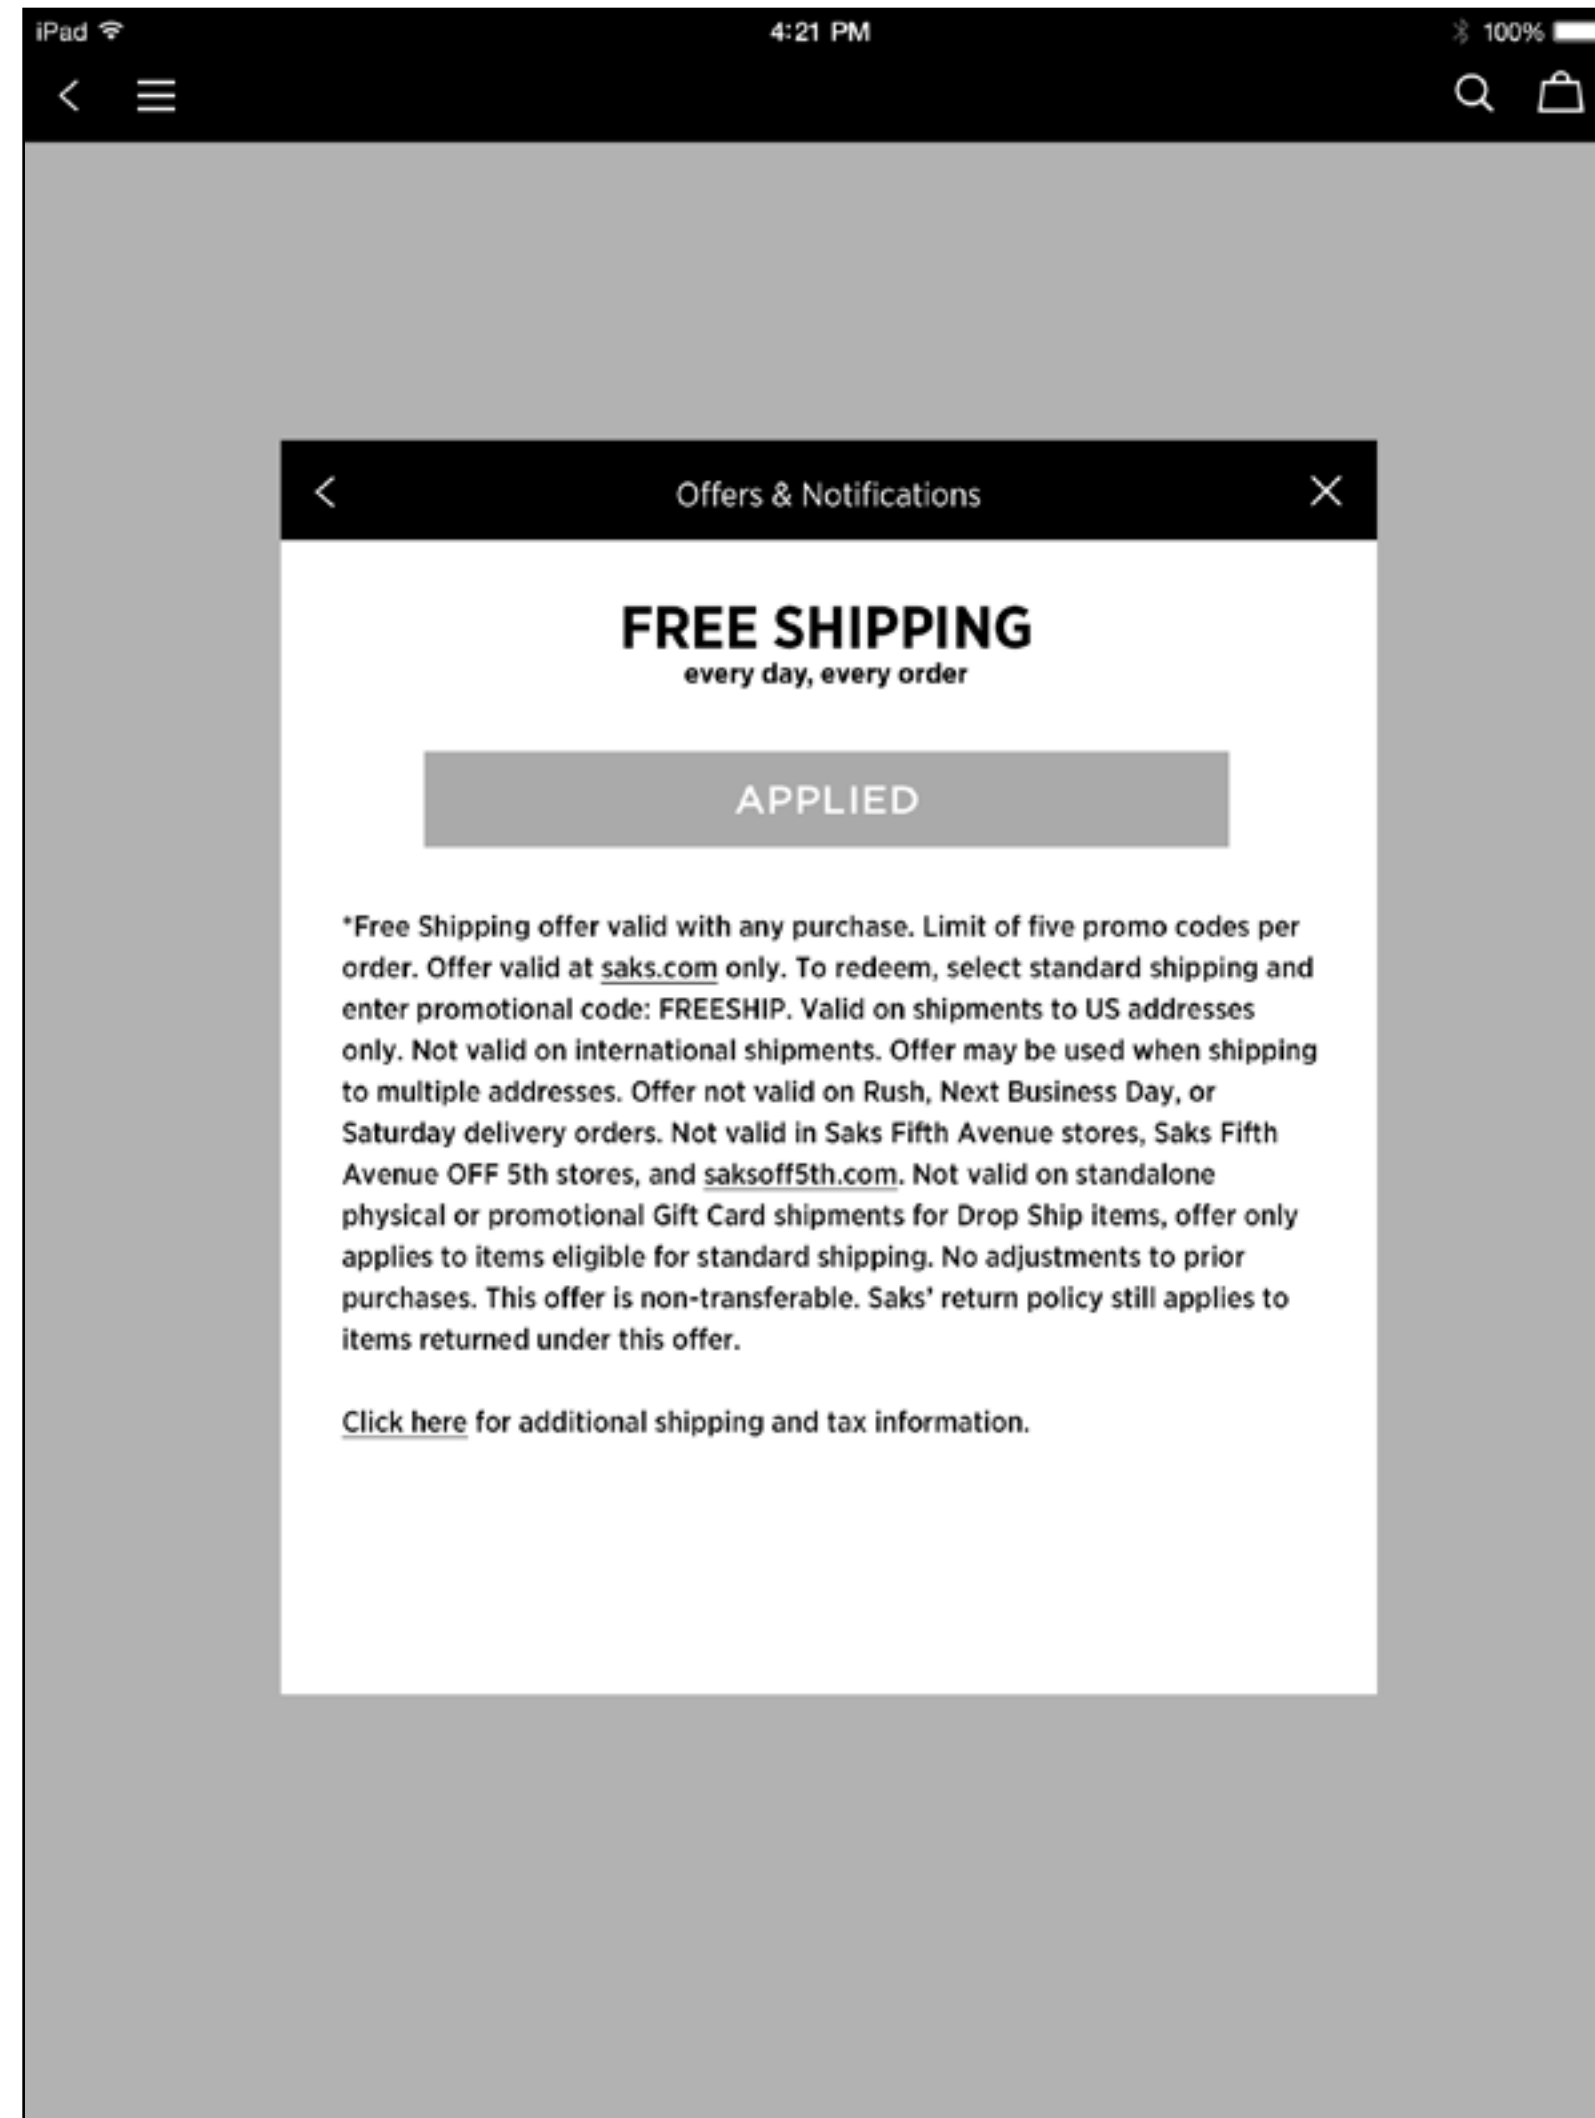 iPad
4:21 PM
100%
Offers & Notifications
FREE SHIPPING
every day, every order
APPLIED
*Free Shipping offer valid with any purchase. Limit of five promo codes per
order. Offer valid at saks.com only. To redeem, select standard shipping and
enter promotional code: FREESHIP. Valid on shipments to US addresses
only. Not valid on international shipments. Offer may be used when shipping
to multiple addresses. Offer not valid on Rush, Next Business Day, or
Saturday delivery orders. Not valid in Saks Fifth Avenue stores, Saks Fifth
Avenue OFF 5th stores, and saksoff5th.com. Not valid on standalone
physical or promotional Gift Card shipments for Drop Ship items, offer only
applies to items eligible for standard shipping. No adjustments to prior
purchases. This offer is non-transferable. Saks’ return policy still applies to
items returned under this offer.
Click here for additional shipping and tax information.